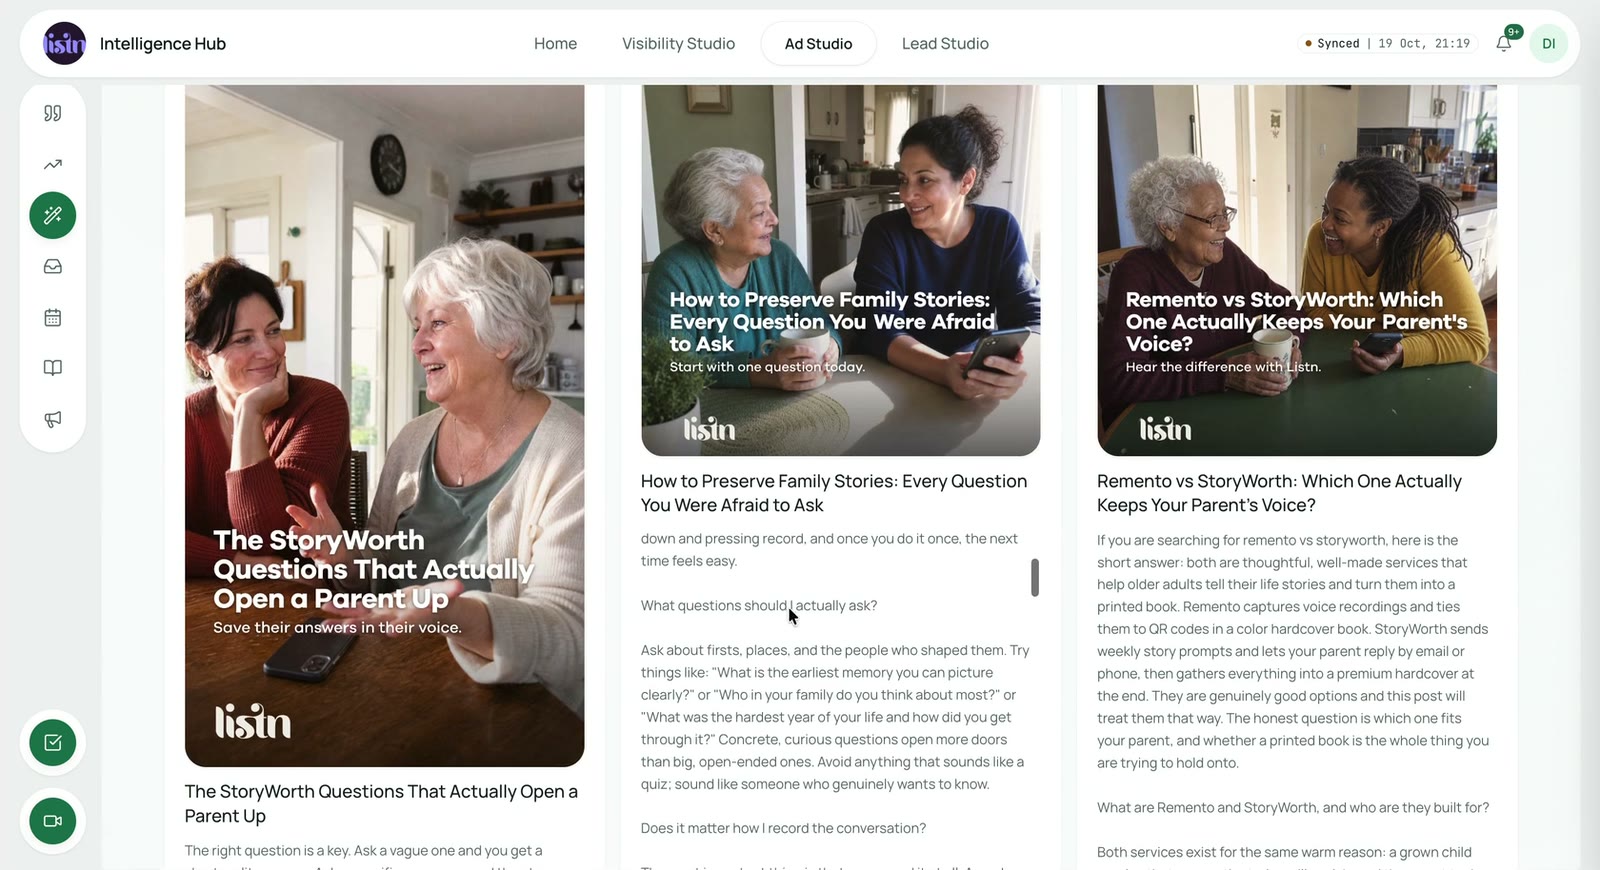 listn
Intelligence Hub
Home
Visibility Studio
Ad Studio
Lead Studio
Synced | 19 Oct, 21:19
9+
DI
The StoryWorth
Questions That Actually
Open a Parent Up
Save their answers in their voice.
listn
The StoryWorth Questions That Actually Open a
Parent Up
The right question is a key. Ask a vague one and you get a
How to Preserve Family Stories:
Every Question You Were Afraid
to Ask
Start with one question today.
listn
How to Preserve Family Stories: Every Question
You Were Afraid to Ask
down and pressing record, and once you do it once, the next
time feels easy.
What questions should I actually ask?
Ask about firsts, places, and the people who shaped them. Try
things like: "What is the earliest memory you can picture
clearly?" or "Who in your family do you think about most?" or
"What was the hardest year of your life and how did you get
through it?" Concrete, curious questions open more doors
than big, open-ended ones. Avoid anything that sounds like a
quiz; sound like someone who genuinely wants to know.
Does it matter how I record the conversation?
Remento vs StoryWorth: Which
One Actually Keeps Your Parent's
Voice?
Hear the difference with Listn.
listn
Remento vs StoryWorth: Which One Actually
Keeps Your Parent's Voice?
If you are searching for remento vs storyworth, here is the
short answer: both are thoughtful, well-made services that
help older adults tell their life stories and turn them into a
printed book. Remento captures voice recordings and ties
them to QR codes in a color hardcover book. StoryWorth sends
weekly story prompts and lets your parent reply by email or
phone, then gathers everything into a premium hardcover at
the end. They are genuinely good options and this post will
treat them that way. The honest question is which one fits
your parent, and whether a printed book is the whole thing you
are trying to hold onto.
What are Remento and StoryWorth, and who are they built for?
Both services exist for the same warm reason: a grown child